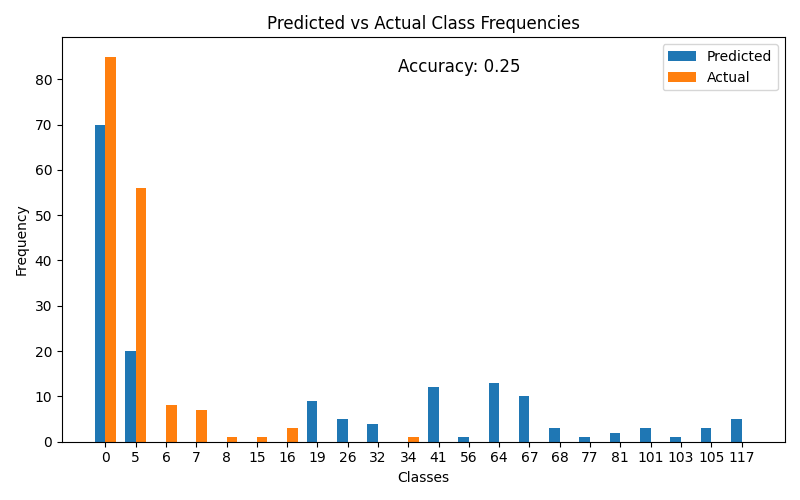 Predicted vs Actual Class Frequencies
Accuracy: 0.25
Predicted
Actual
Frequency
80
70
60
50
40
30
20
10
0
0 5 6 7 8 15 16 19 26 32 34 41 56 64 67 68 77 81 101 103 105 117
Classes